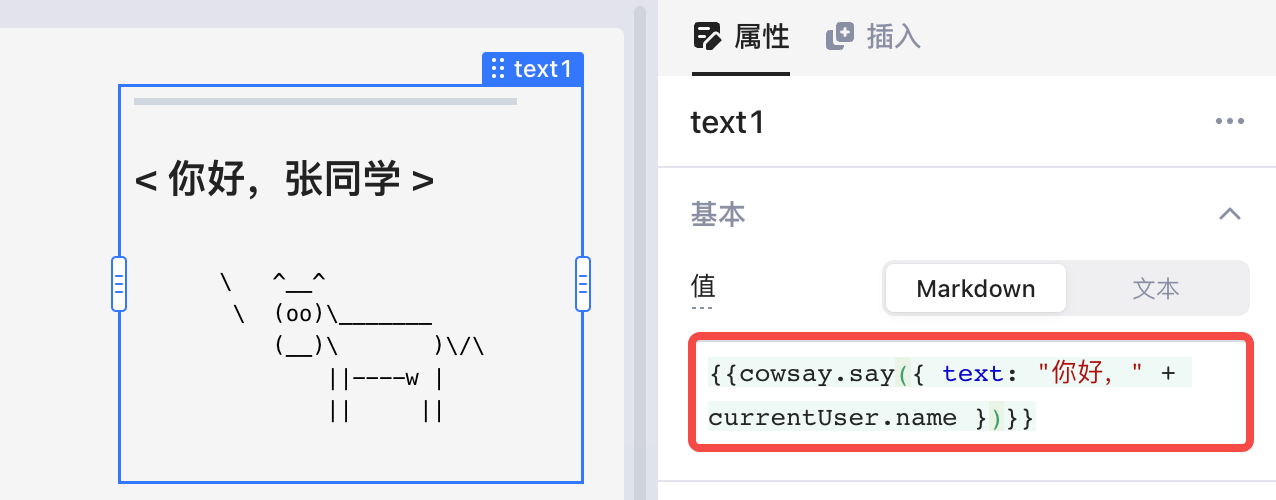 text1
< 你好，张同学 >
\   ^__^
 \  (oo)\_______
    (__)\       )\/\
        ||----w |
        ||     ||
属性 插入
text1
基本
值 Markdown 文本
{{cowsay.say({ text: "你好，" +
currentUser.name })}}